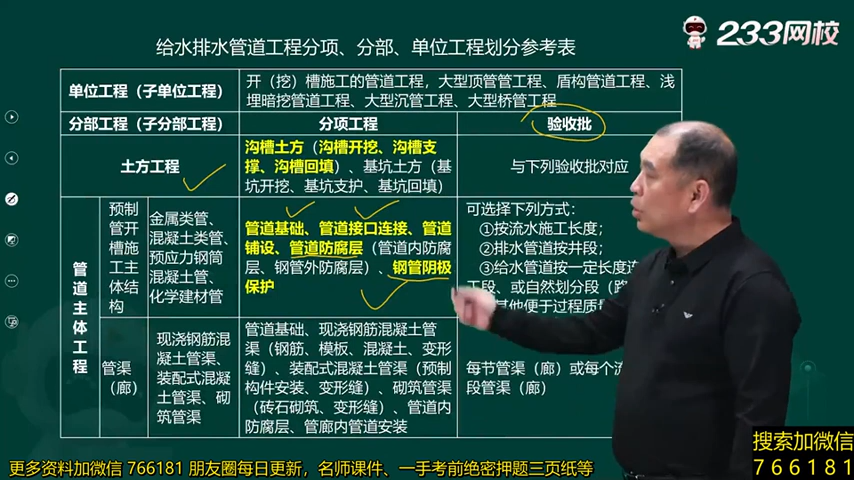 233网校
给水排水管道工程分项、分部、单位工程划分参考表
单位工程（子单位工程）
开（挖）槽施工的管道工程，大型顶管管工程、盾构管道工程、浅
埋暗挖管道工程、大型沉管工程、大型桥管工程
分部工程（子分部工程）
分项工程
验收批
土方工程
沟槽土方（沟槽开挖、沟槽支
撑、沟槽回填）、基坑土方（基
坑开挖、基坑支护、基坑回填）
与下列验收批对应
管道主体工程
预制
管开
槽施
工主
体结
构
金属类管、
混凝土类管、
预应力钢筒
混凝土管、
化学建材管
管道基础、管道接口连接、管道
铺设、管道防腐层（管道内防腐
层、钢管外防腐层）、钢管阴极
保护
可选择下列方式：
①按流水施工长度；
②排水管道按井段；
③给水管道按一定长度连
工段、或自然划分段（路
其他便于过程质
管渠
（廊）
现浇钢筋混
凝土管渠、
装配式混凝
土管渠、砌
筑管渠
管道基础、现浇钢筋混凝土管
渠（钢筋、模板、混凝土、变形
缝）、装配式混凝土管渠（预制
构件安装、变形缝）、砌筑管渠
（砖石砌筑、变形缝）、管道内
防腐层、管廊内管道安装
每节管渠（廊）或每个流
段管渠（廊）
搜索加微信
766181
更多资料加微信 766181 朋友圈每日更新，名师课件、一手考前绝密押题三页纸等